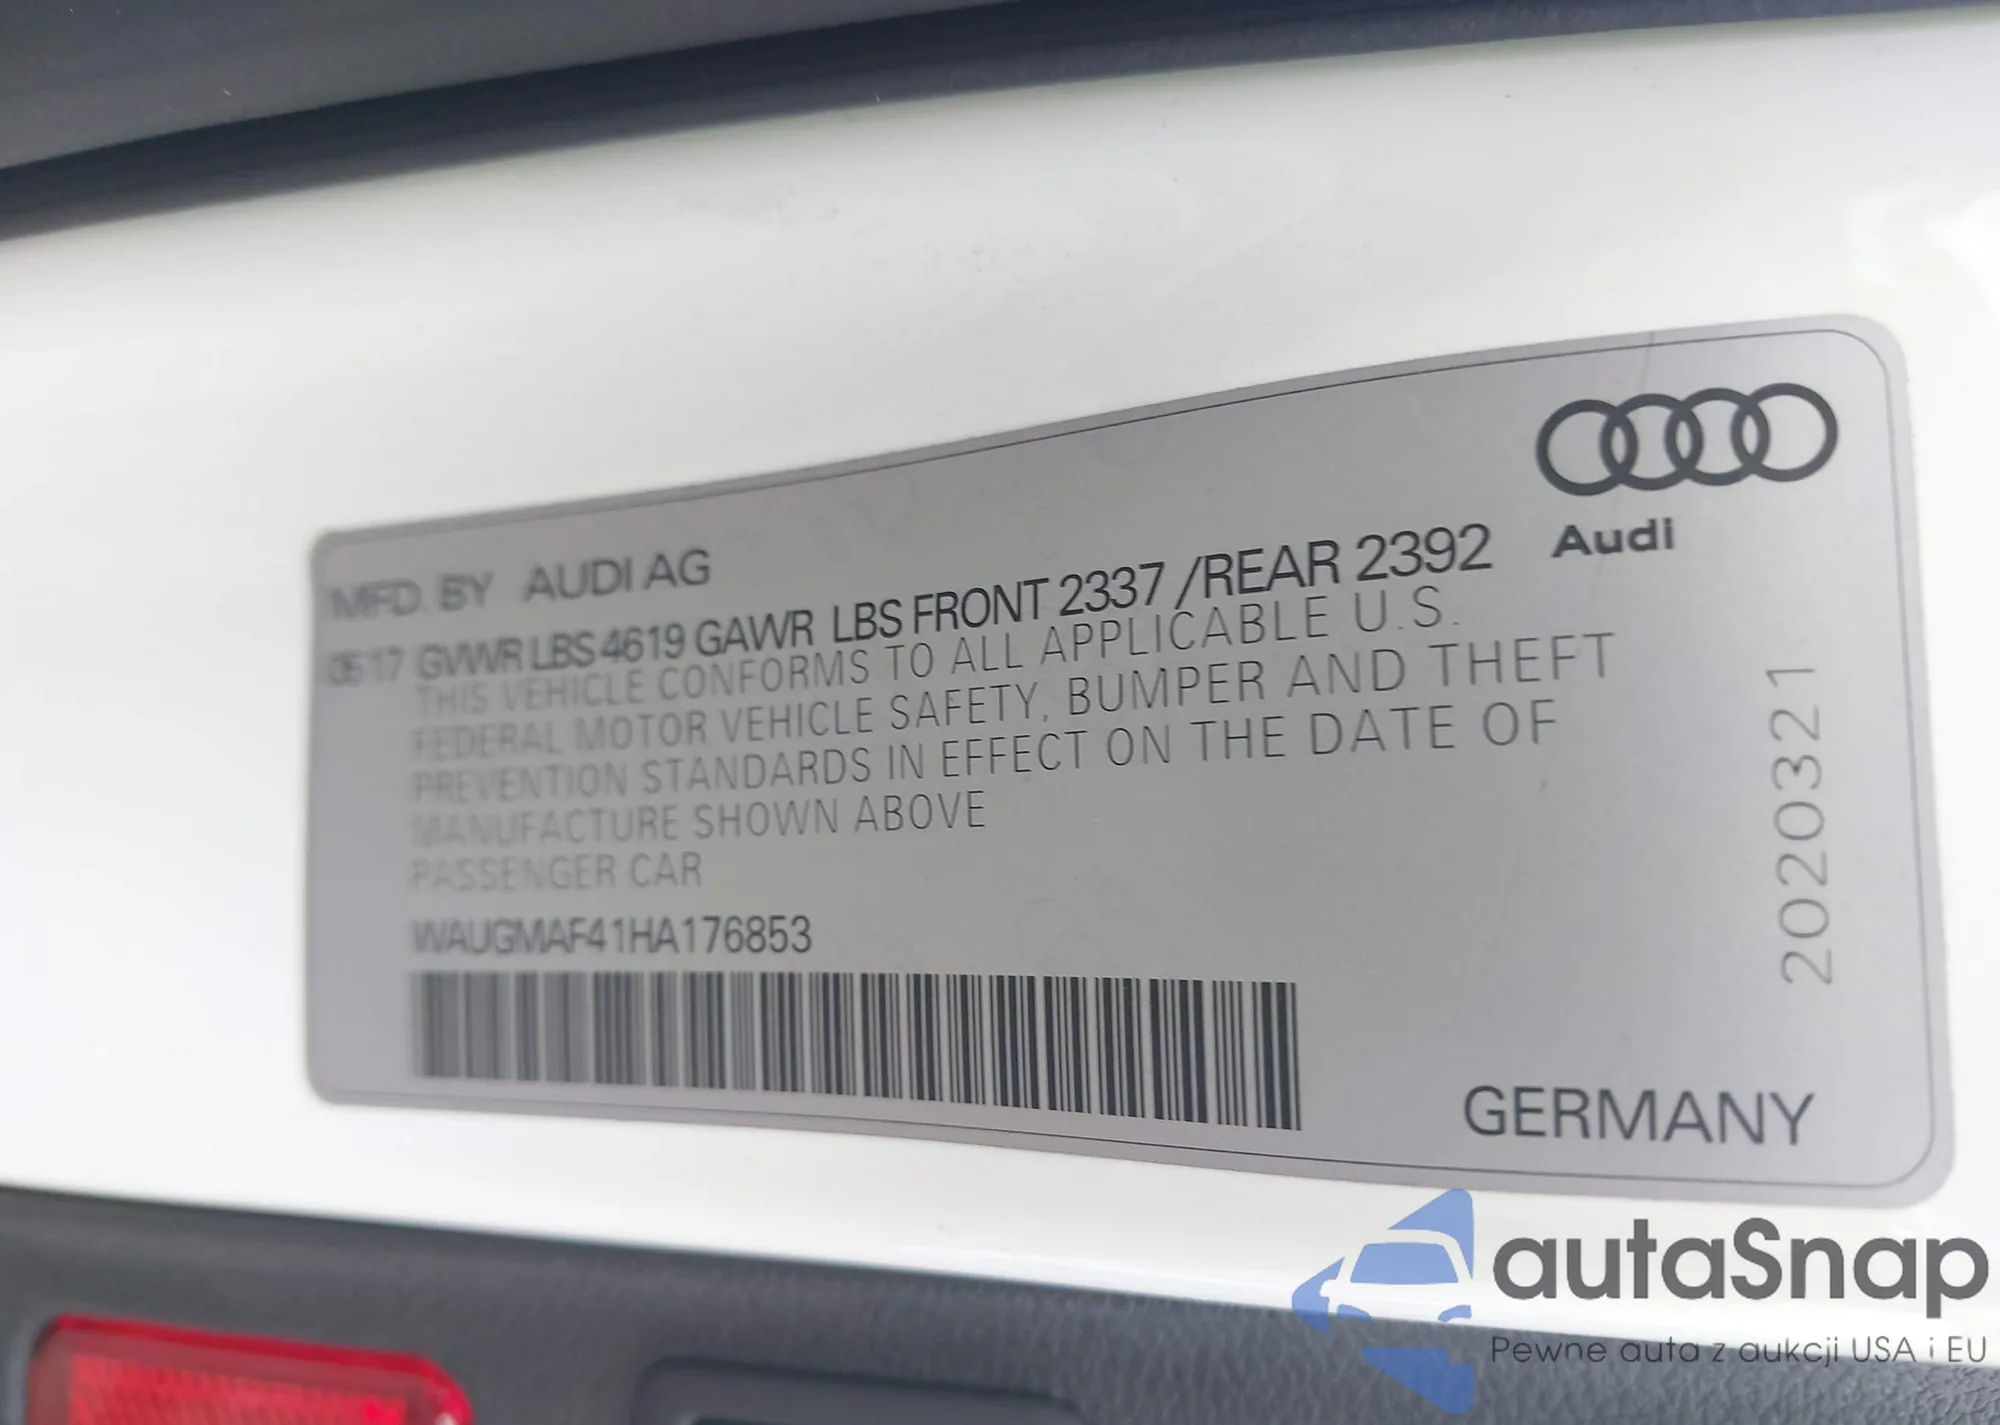 MFD. BY AUDI AG
05 17 GVWR LBS 4619 GAWR LBS FRONT 2337 /REAR 2392
THIS VEHICLE CONFORMS TO ALL APPLICABLE U.S.
FEDERAL MOTOR VEHICLE SAFETY, BUMPER AND THEFT
PREVENTION STANDARDS IN EFFECT ON THE DATE OF
MANUFACTURE SHOWN ABOVE
PASSENGER CAR
WAUGMAF41HA176853
Audi
2020321
GERMANY
autaSnap
Pewne auta z aukcji USA i EU